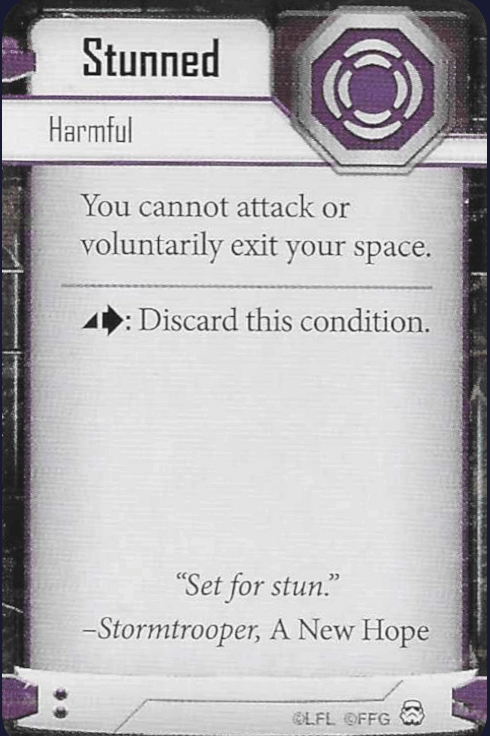 Stunned
Harmful
You cannot attack or
voluntarily exit your space.
: Discard this condition.
“Set for stun.”
–Stormtrooper, A New Hope
©LFL ©FFG